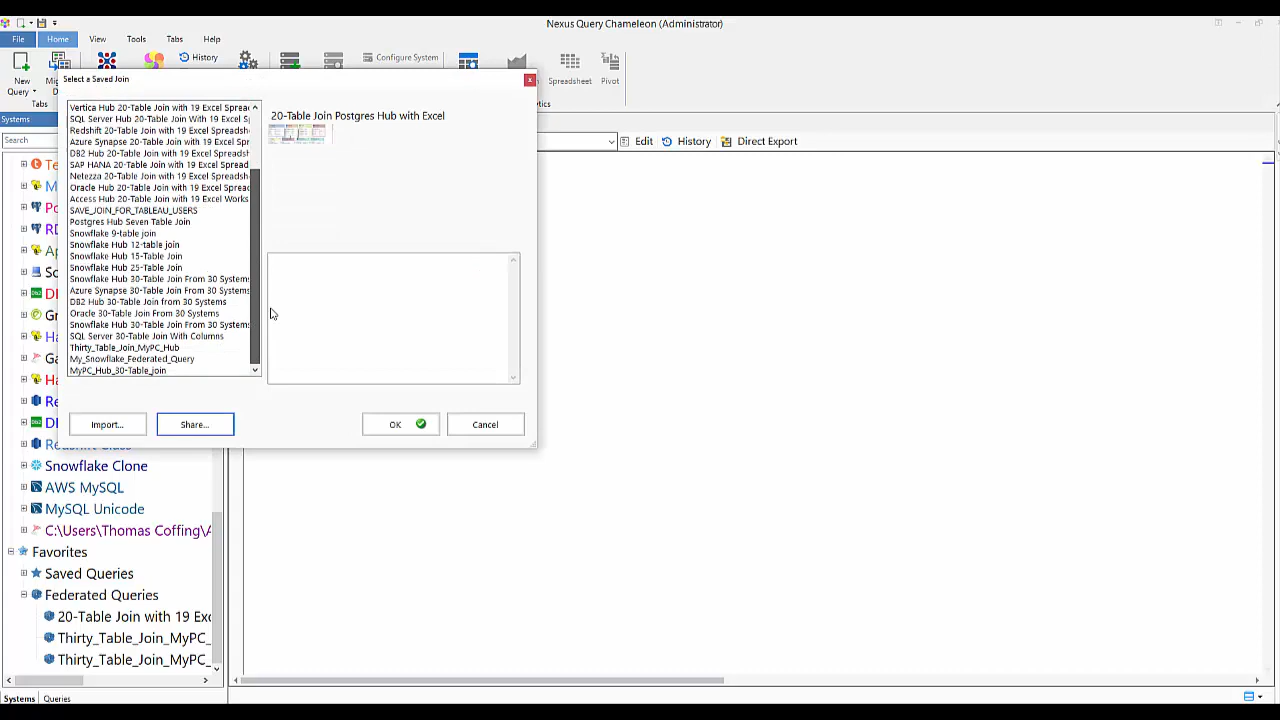 Nexus Query Chameleon (Administrator)
File
Home
View
Tools
Tabs
Help
New
Query
History
Configure System
Spreadsheet
Pivot
Tabs
Systems
Search
Edit
History
Direct Export
Select a Saved Join
Vertica Hub 20-Table Join with 19 Excel Sprea
SQL Server Hub 20-Table Join With 19 Excel S
Redshift 20-Table Join with 19 Excel Spreadsh
Azure Synapse 20-Table Join with 19 Excel Spr
DB2 Hub 20-Table Join with 19 Excel Spreadsh
SAP HANA 20-Table Join with 19 Excel Spread
Netezza 20-Table Join with 19 Excel Spreadsh
Oracle Hub 20-Table Join with 19 Excel Spread
Access Hub 20-Table Join with 19 Excel Works
SAVE_JOIN_FOR_TABLEAU_USERS
Postgres Hub Seven Table Join
Snowflake 9-table join
Snowflake Hub 12-table join
Snowflake Hub 15-Table Join
Snowflake Hub 25-Table Join
Snowflake Hub 30-Table Join From 30 Systems
Azure Synapse 30-Table Join From 30 Systems
DB2 Hub 30-Table Join from 30 Systems
Oracle 30-Table Join From 30 Systems
Snowflake Hub 30-Table Join From 30 Systems
SQL Server 30-Table Join With Columns
Thirty_Table_Join_MyPC_Hub
My_Snowflake_Federated_Query
MyPC_Hub_30-Table_join
20-Table Join Postgres Hub with Excel
Import...
Share...
OK
Cancel
Snowflake Clone
AWS MySQL
MySQL Unicode
C:\Users\Thomas Coffing\A
Favorites
Saved Queries
Federated Queries
20-Table Join with 19 Exc
Thirty_Table_Join_MyPC_
Thirty_Table_Join_MyPC_
Systems
Queries